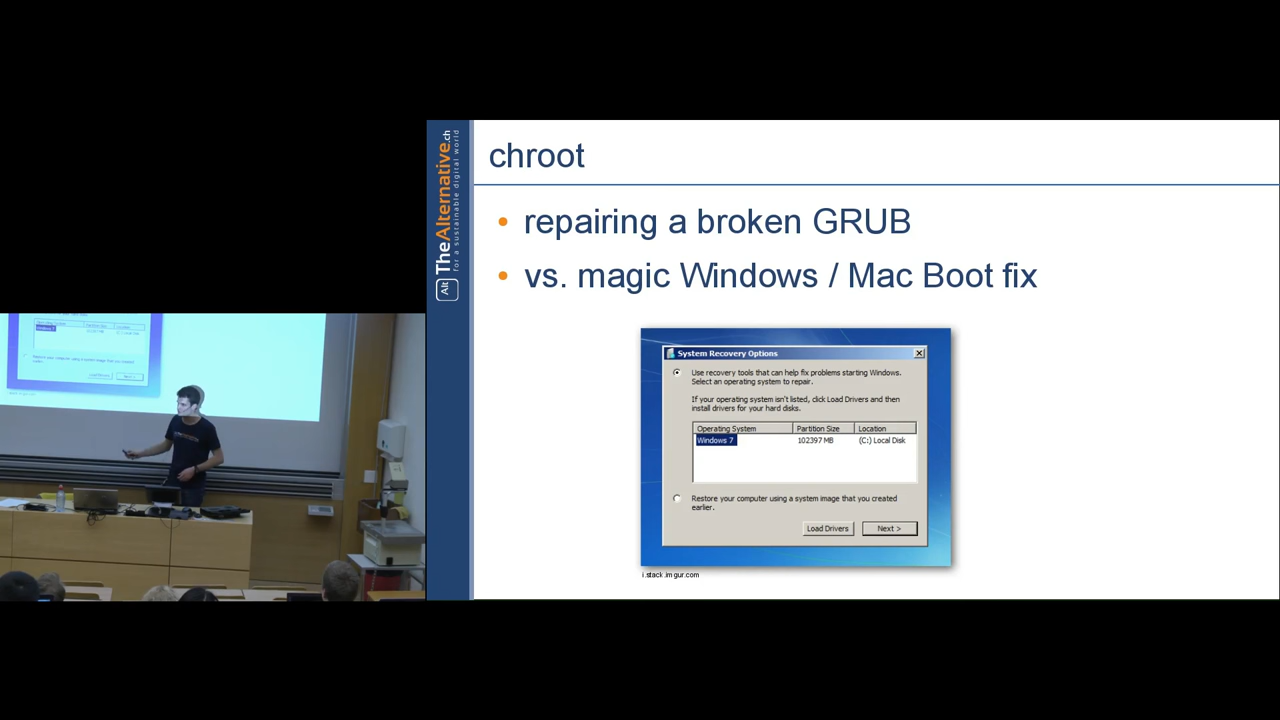 Alt TheAlternative.ch
for a sustainable digital world
chroot
• repairing a broken GRUB
• vs. magic Windows / Mac Boot fix
System Recovery Options
Use recovery tools that can help fix problems starting Windows.
Select an operating system to repair.
If your operating system isn't listed, click Load Drivers and then
install drivers for your hard disks.
Operating System Partition Size Location
Windows 7 102397 MB (C:) Local Disk
Restore your computer using a system image that you created
earlier.
Load Drivers Next >
i.stack.imgur.com